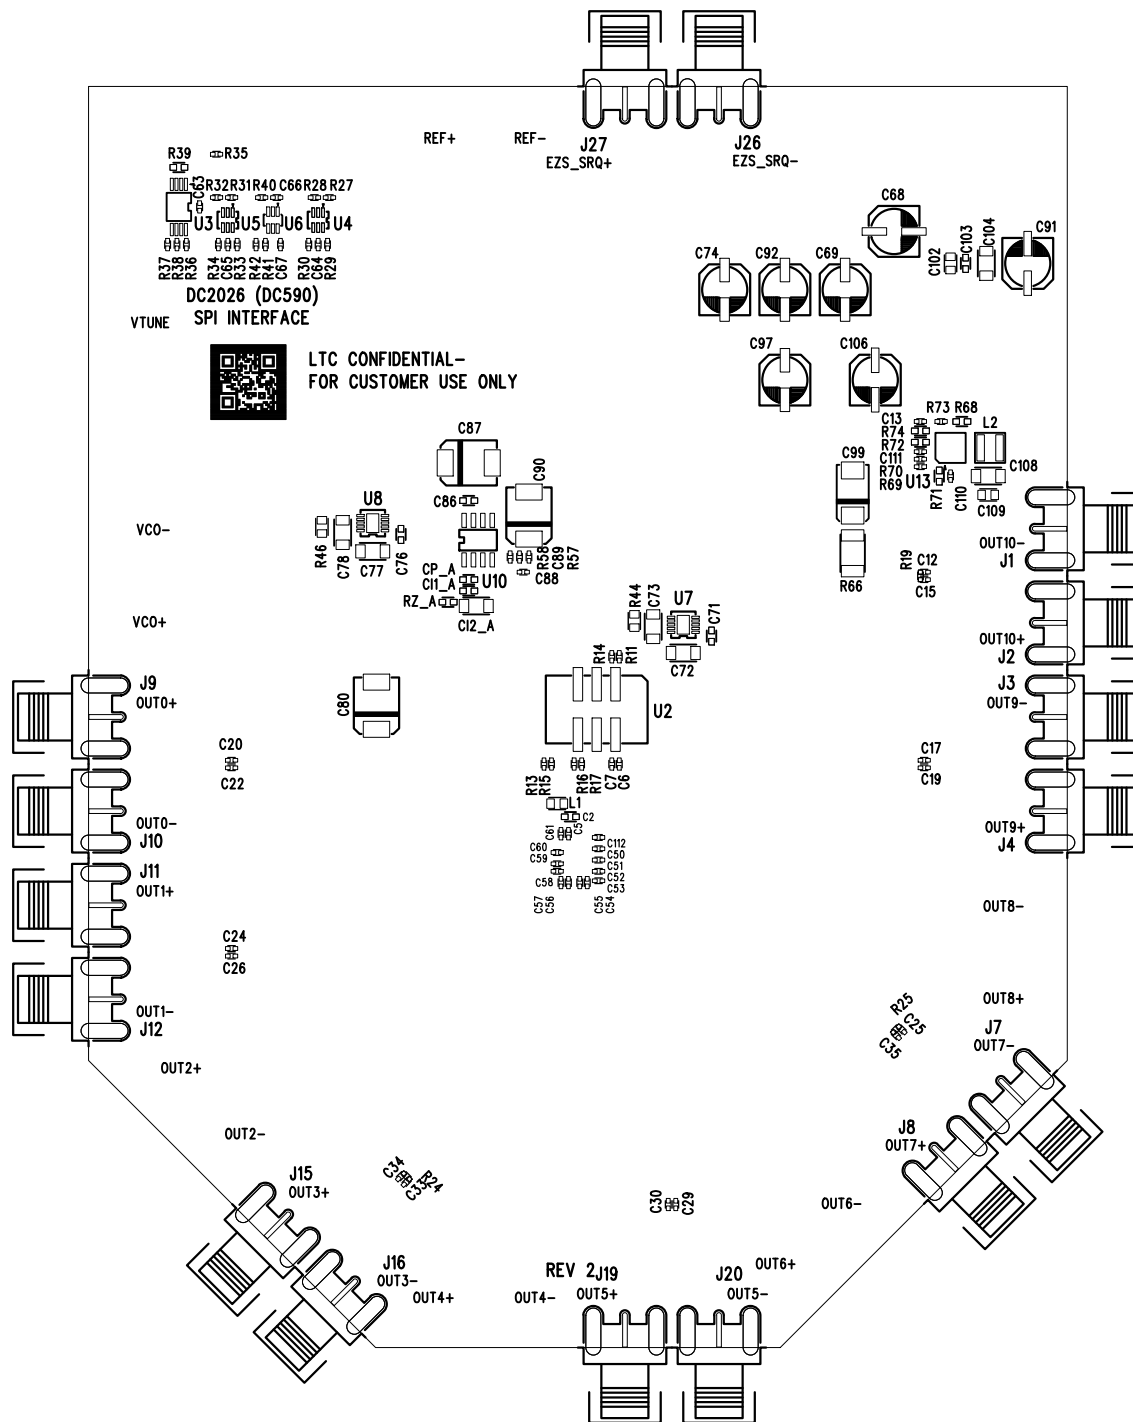 J27
EZS_SRQ+
J26
EZS_SRQ-
REF+
REF-
R39
R35
C63
R32
R31
R40
C66
R28
R27
U3
U5
U6
U4
R37
R38
R36
R34
C65
R33
R42
R41
C67
R30
C64
R29
DC2026 (DC590)
SPI INTERFACE
VTUNE
LTC CONFIDENTIAL-
FOR CUSTOMER USE ONLY
C68
C74
C92
C69
C102
C103
C104
C91
C97
C106
C87
C90
C86
U8
R46
C78
C77
C76
U10
R58
C89
R57
C88
CP_A
CI1_A
RZ_A
CI2_A
C99
R66
C13
R74
R72
C111
R70
R69
R73
R68
L2
U13
R71
C110
C108
C109
R19
C12
C15
VCO-
VCO+
R44
C73
U7
C71
C72
R14
R11
U2
C80
R13
R15
R16
R17
C7
C6
L1
C2
C61
C5
C60
C59
C58
C57
C56
C112
C50
C51
C52
C53
C55
C54
OUT10-
J1
OUT10+
J2
J3
OUT9-
C17
C19
OUT9+
J4
J9
OUT0+
C20
C22
OUT0-
J10
J11
OUT1+
C24
C26
OUT1-
J12
OUT8-
OUT8+
R25
C25
C35
J7
OUT7-
J8
OUT7+
OUT2+
OUT2-
J15
OUT3+
C34
C33
R24
C30
C29
OUT6-
J16
OUT3-
OUT4+
OUT4-
REV 2
J19
OUT5+
J20
OUT5-
OUT6+